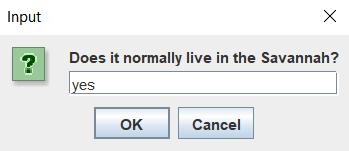 Input
Does it normally live in the Savannah?
yes
OK
Cancel